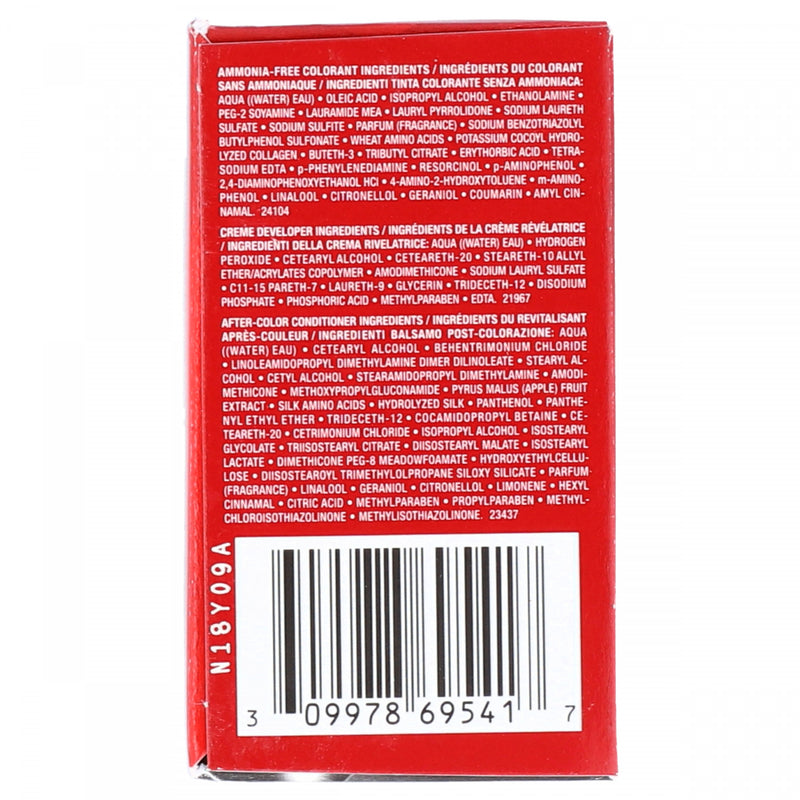 AMMONIA-FREE COLORANT INGREDIENTS / INGRÉDIENTS DU COLORANT
SANS AMMONIAQUE / INGREDIENTI TINTA COLORANTE SENZA AMMONIACA:
AQUA ((WATER) EAU) • OLEIC ACID • ISOPROPYL ALCOHOL • ETHANOLAMINE •
PEG-2 SOYAMINE • LAURAMIDE MEA • LAURYL PYRROLIDONE • SODIUM LAURETH
SULFATE • SODIUM SULFITE • PARFUM (FRAGRANCE) • SODIUM BENZOTRIAZOLYL
BUTYLPHENOL SULFONATE • WHEAT AMINO ACIDS • POTASSIUM COCOYL HYDRO-
LYZED COLLAGEN • BUTETH-3 • TRIBUTYL CITRATE • ERYTHORBIC ACID • TETRA-
SODIUM EDTA • p-PHENYLENEDIAMINE • RESORCINOL • p-AMINOPHENOL •
2,4-DIAMINOPHENOXYETHANOL HCl • 4-AMINO-2-HYDROXYTOLUENE • m-AMINO-
PHENOL • LINALOOL • CITRONELLOL • GERANIOL • COUMARIN • AMYL CIN-
NAMAL. 24104
CREME DEVELOPER INGREDIENTS / INGRÉDIENTS DE LA CRÈME RÉVÉLATRICE
/ INGREDIENTI DELLA CREMA RIVELATRICE: AQUA ((WATER) EAU) • HYDROGEN
PEROXIDE • CETEARYL ALCOHOL • CETEARETH-20 • STEARETH-10 ALLYL
ETHER/ACRYLATES COPOLYMER • AMODIMETHICONE • SODIUM LAURYL SULFATE
• C11-15 PARETH-7 • LAURETH-9 • GLYCERIN • TRIDECETH-12 • DISODIUM
PHOSPHATE • PHOSPHORIC ACID • METHYLPARABEN • EDTA. 21967
AFTER-COLOR CONDITIONER INGREDIENTS / INGRÉDIENTS DU REVITALISANT
APRÈS-COULEUR / INGREDIENTI BALSAMO POST-COLORAZIONE: AQUA
((WATER) EAU) • CETEARYL ALCOHOL • BEHENTRIMONIUM CHLORIDE
• LINOLEAMIDOPROPYL DIMETHYLAMINE DIMER DILINOLEATE • STEARYL AL-
COHOL • CETYL ALCOHOL • STEARAMIDOPROPYL DIMETHYLAMINE • AMODI-
METHICONE • METHOXYPROPYLGLUCONAMIDE • PYRUS MALUS (APPLE) FRUIT
EXTRACT • SILK AMINO ACIDS • HYDROLYZED SILK • PANTHENOL • PANTHE-
NYL ETHYL ETHER • TRIDECETH-12 • COCAMIDOPROPYL BETAINE • CE-
TEARETH-20 • CETRIMONIUM CHLORIDE • ISOPROPYL ALCOHOL • ISOSTEARYL
GLYCOLATE • TRIISOSTEARYL CITRATE • DIISOSTEARYL MALATE • ISOSTEARYL
LACTATE • DIMETHICONE PEG-8 MEADOWFOAMATE • HYDROXYETHYLCELLU-
LOSE • DIISOSTEAROYL TRIMETHYLOLPROPANE SILOXY SILICATE • PARFUM
(FRAGRANCE) • LINALOOL • GERANIOL • CITRONELLOL • LIMONENE • HEXYL
CINNAMAL • CITRIC ACID • METHYLPARABEN • PROPYLPARABEN • METHYL-
CHLOROISOTHIAZOLINONE • METHYLISOTHIAZOLINONE. 23437
N18Y09A
3 09978 69541 7